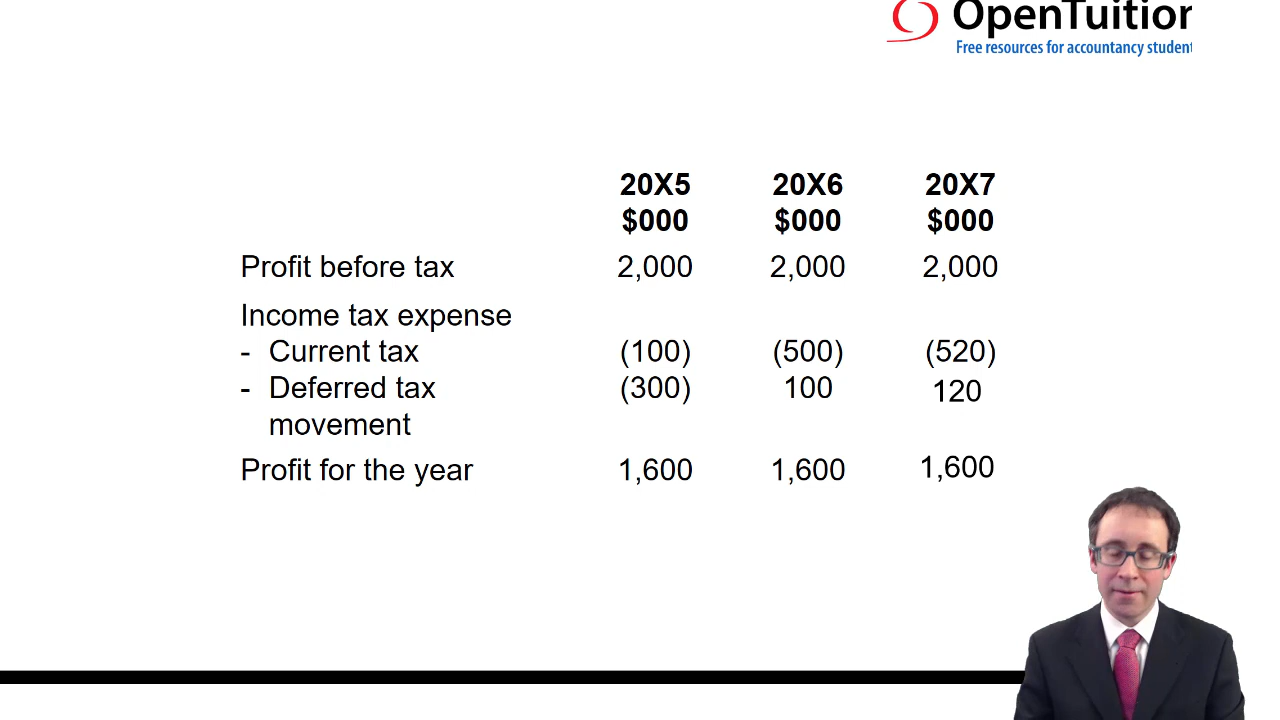 OpenTuition
Free resources for accountancy student
20X5 20X6 20X7
$000 $000 $000
Profit before tax 2,000 2,000 2,000
Income tax expense
- Current tax (100) (500) (520)
- Deferred tax (300) 100 120
movement
Profit for the year 1,600 1,600 1,600